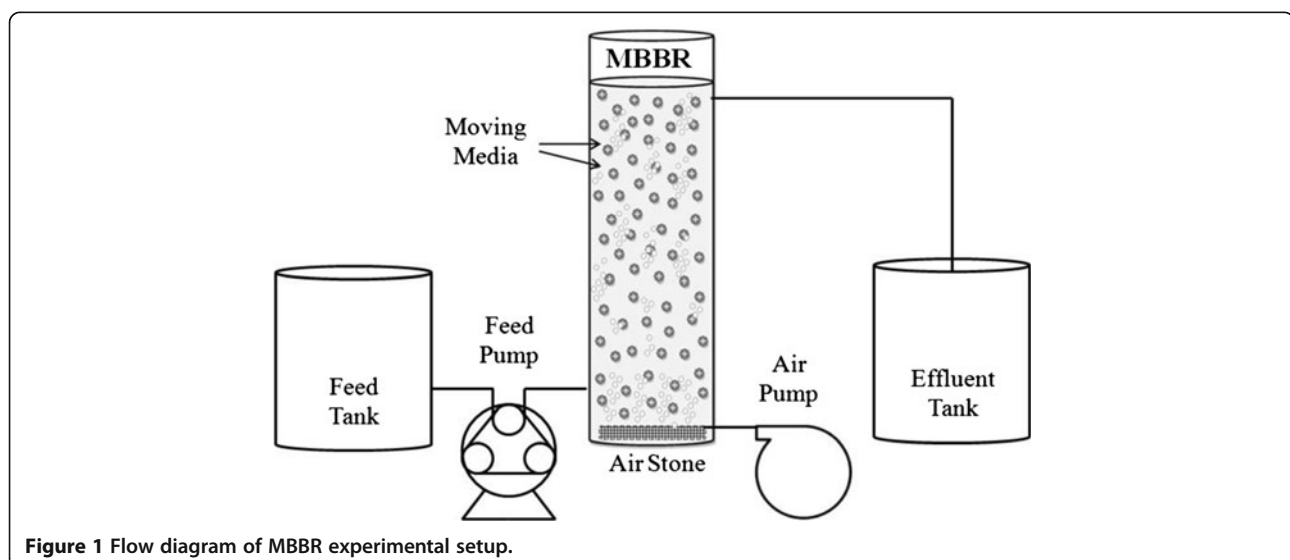 MBBR
Moving
Media
Feed
Pump
Feed
Tank
Air
Pump
Effluent
Tank
Air Stone
Figure 1 Flow diagram of MBBR experimental setup.